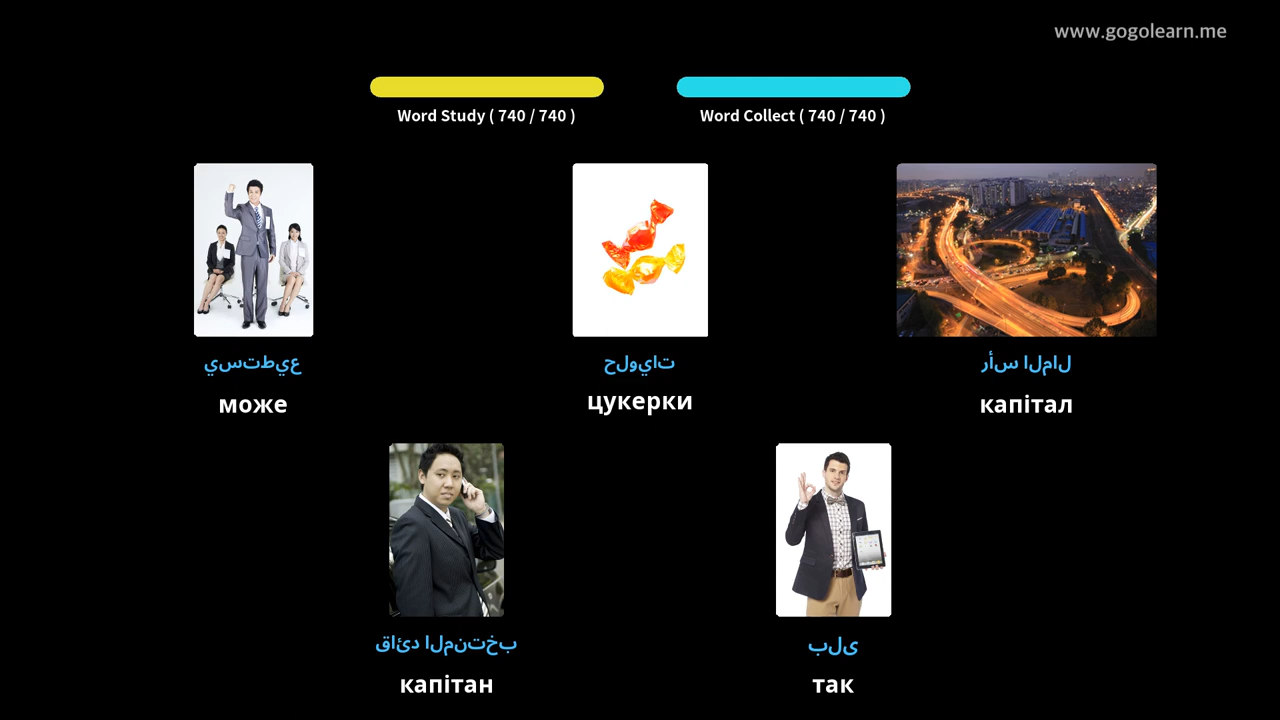 www.gogolearn.me
Word Study ( 740 / 740 )
Word Collect ( 740 / 740 )
يستطيع
може
حلويات
цукерки
رأس المال
капітал
قائد المنتخب
капітан
بلى
так